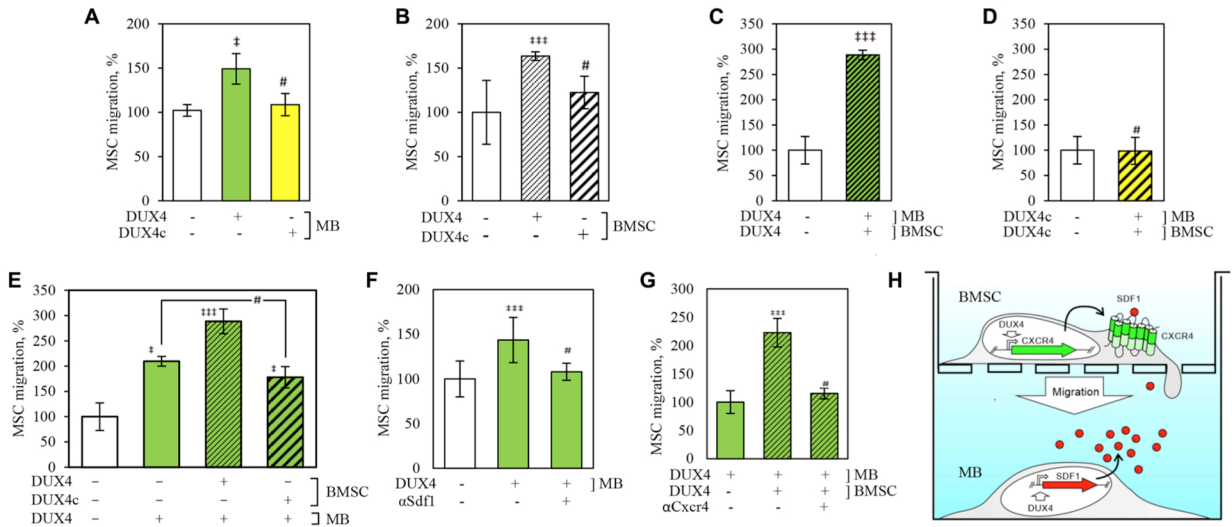 A
MSC migration, %
200
150
100
50
0
‡
#
DUX4 - + -
DUX4c - - +
MB
B
MSC migration, %
200
150
100
50
0
‡‡‡
#
DUX4 - + -
DUX4c - - +
BMSC
C
MSC migration, %
350
300
250
200
150
100
50
0
‡‡‡
DUX4 - + ] MB
DUX4 - + ] BMSC
D
MSC migration, %
350
300
250
200
150
100
50
0
#
DUX4c - + ] MB
DUX4c - + ] BMSC
E
MSC migration, %
350
300
250
200
150
100
50
0
‡
‡‡‡
‡
#
DUX4 – – + –
DUX4c – – – +
BMSC
DUX4 – + + + ] MB
F
MSC migration, %
200
150
100
50
0
‡‡‡
#
DUX4 - + + ] MB
αSdf1 - - +
G
MSC migration, %
300
250
200
150
100
50
0
‡‡‡
#
DUX4 + + + ] MB
DUX4 - + + ] BMSC
αCxcr4 - - +
H
BMSC
SDF1
DUX4
CXCR4
CXCR4
Migration
MB
SDF1
DUX4